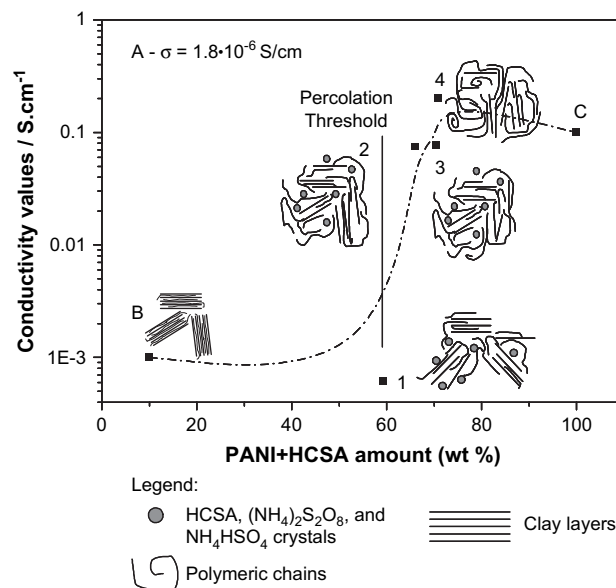 Conductivity values / S.cm⁻¹
1
0.1
0.01
1E-3
A - σ = 1.8•10⁻⁶ S/cm
Percolation
Threshold
4
C
2
3
B
1
0
20
40
60
80
100
PANI+HCSA amount (wt %)
Legend:
HCSA, (NH₄)₂S₂O₈, and
NH₄HSO₄ crystals
Clay layers
Polymeric chains